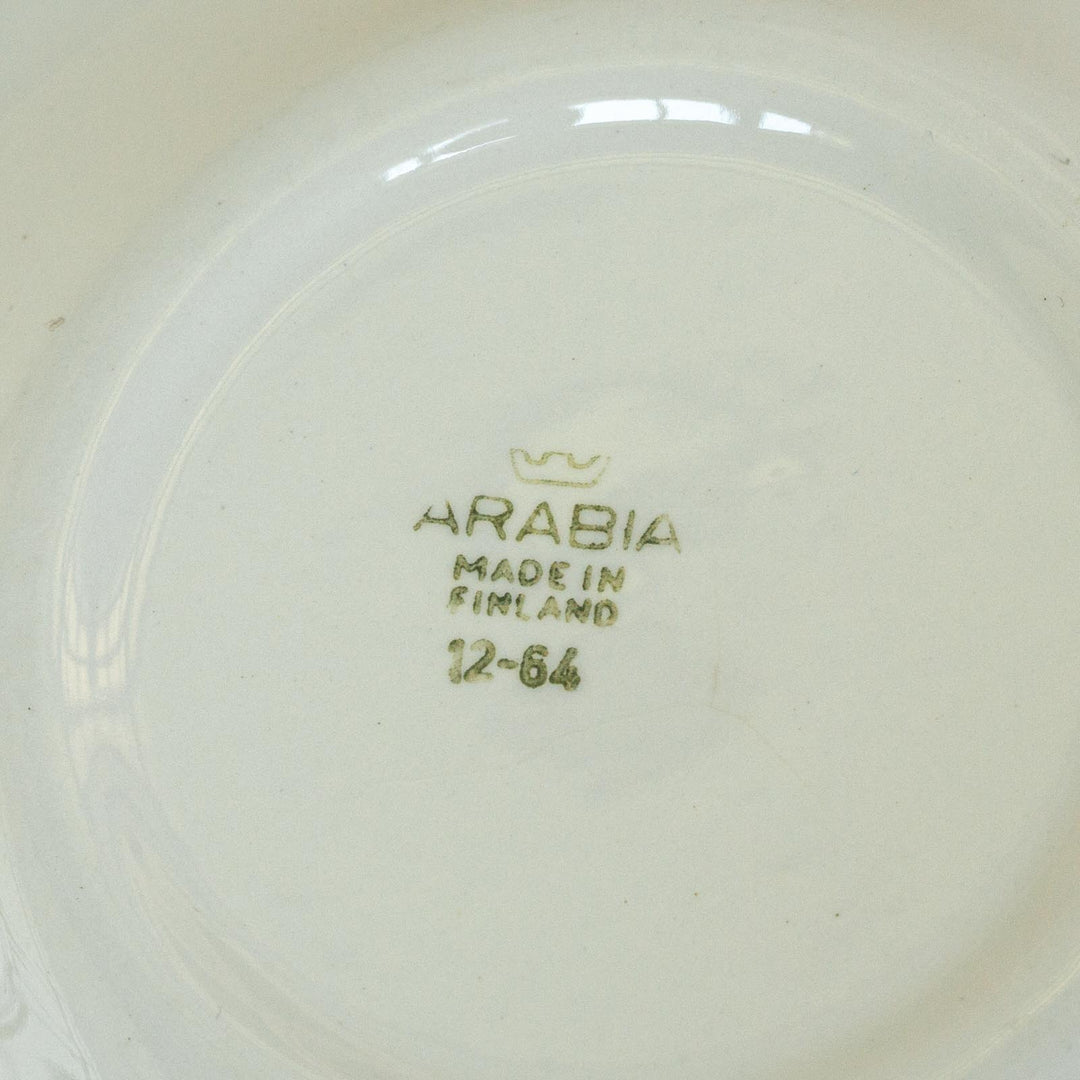 ARABIA
MADE IN
FINLAND
12-64